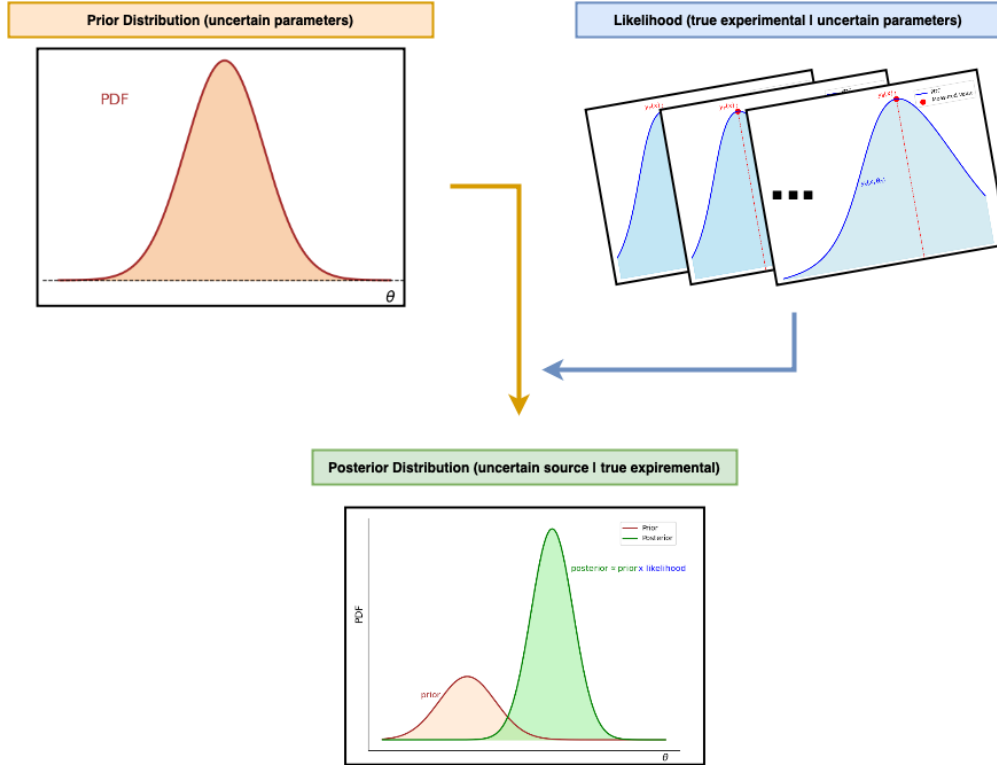 Prior Distribution (uncertain parameters)
Likelihood (true experimental | uncertain parameters)
PDF
θ
Posterior Distribution (uncertain source | true expiremental)
Prior
Posterior
posterior ∝ prior x likelihood
PDF
prior
θ